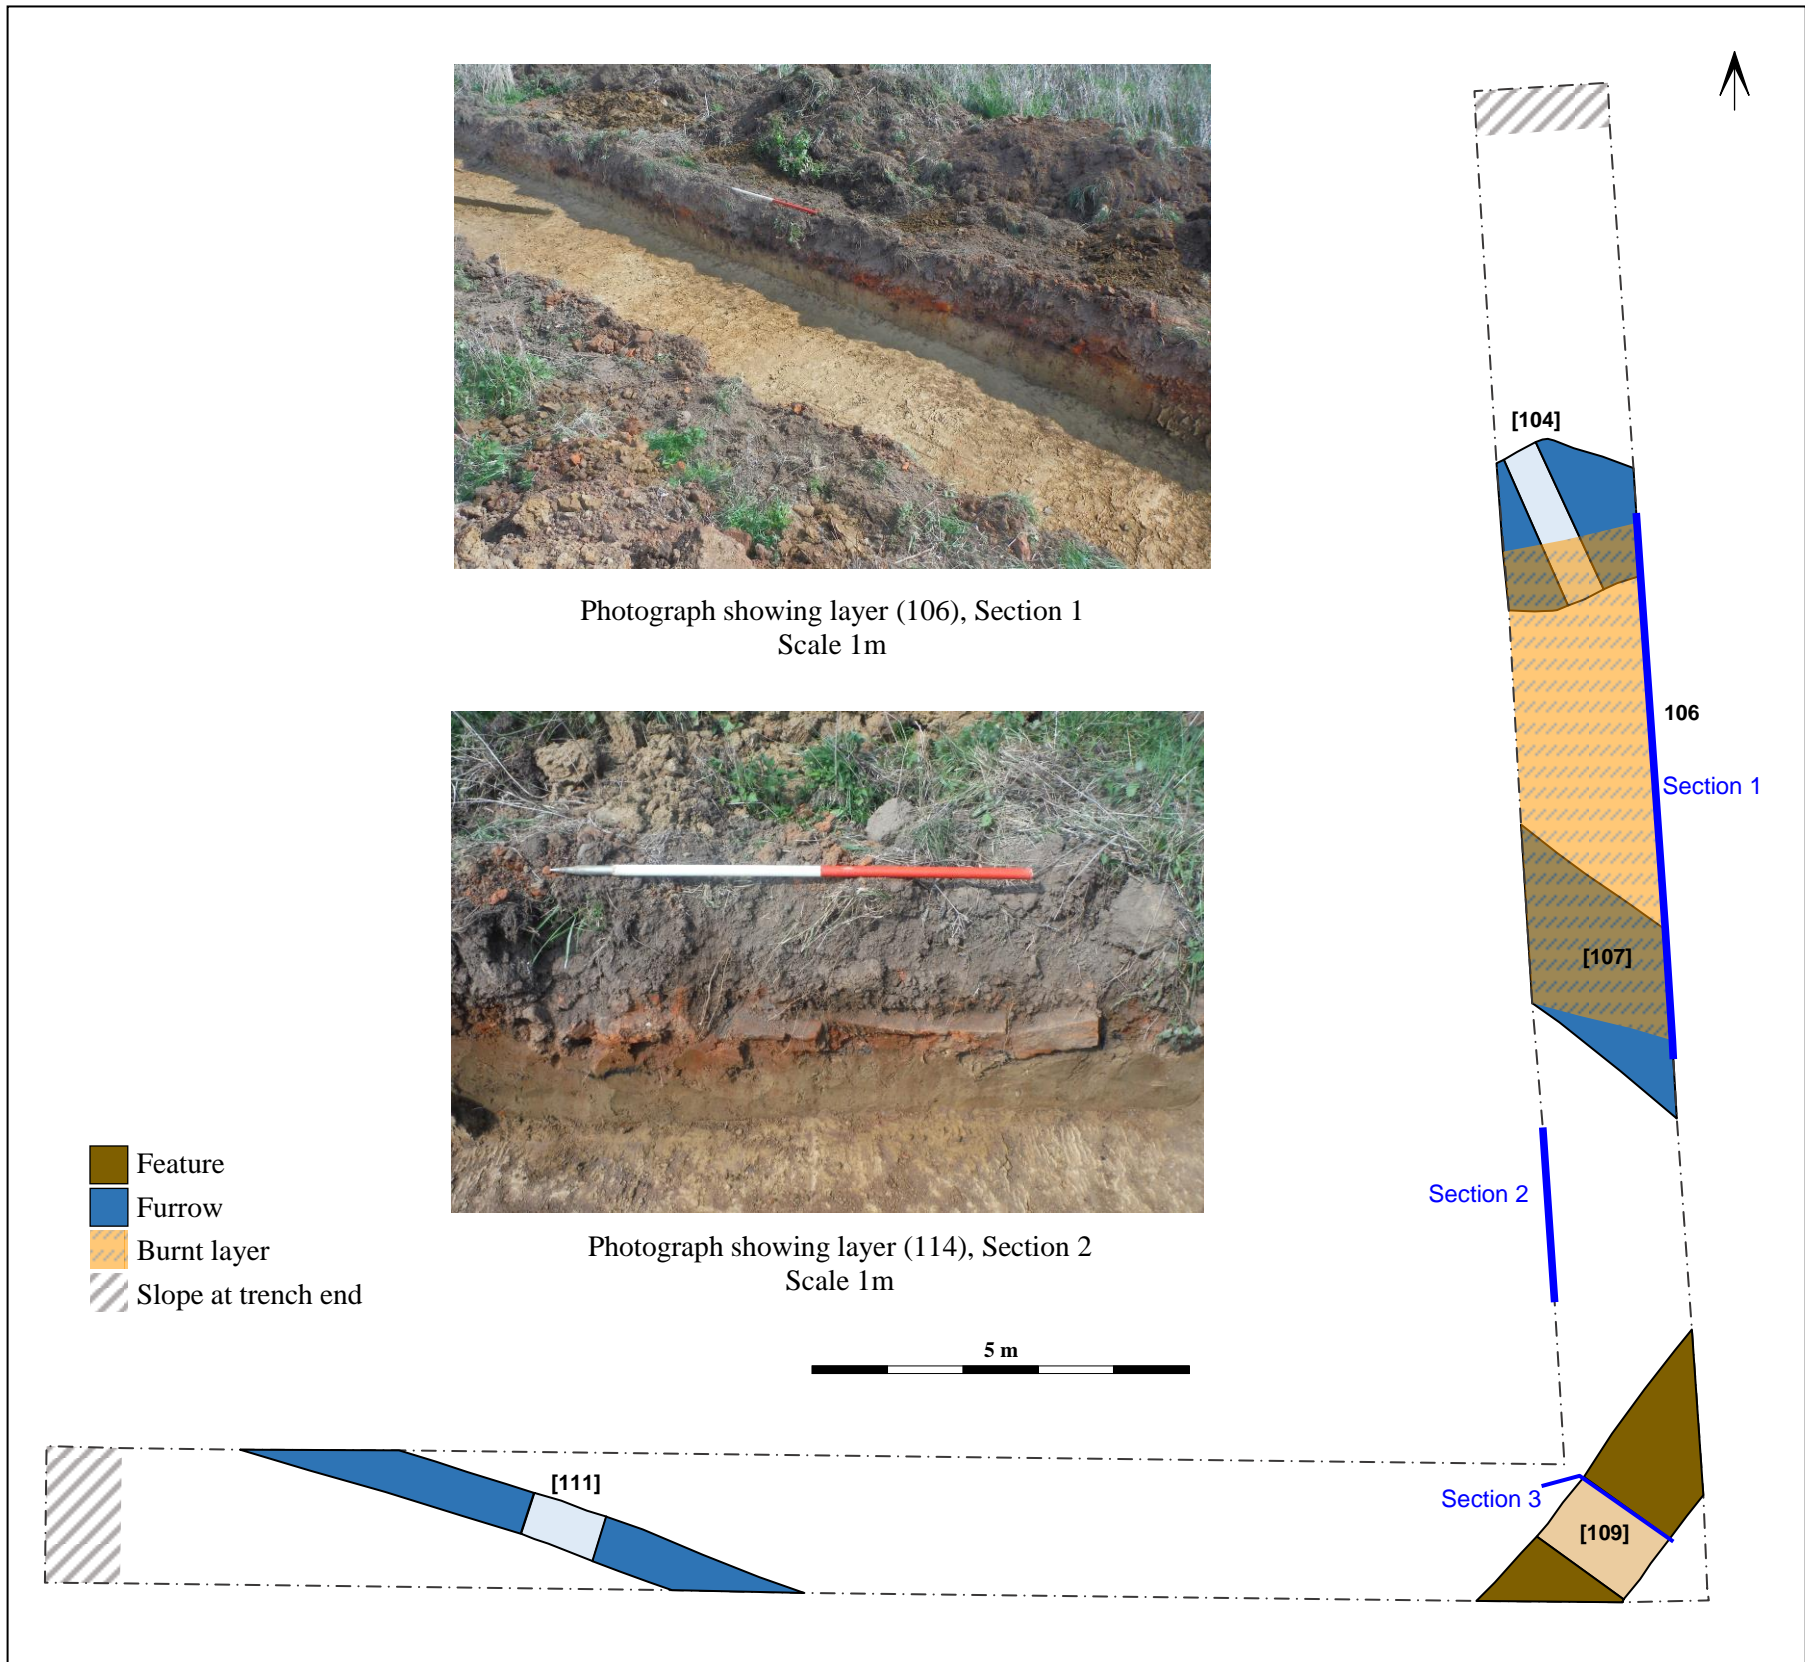 Photograph showing layer (106), Section 1
Scale 1m
[104]
106
Section 1
Photograph showing layer (114), Section 2
Scale 1m
[107]
Feature
Furrow
Burnt layer
Slope at trench end
Section 2
5 m
[111]
Section 3
[109]